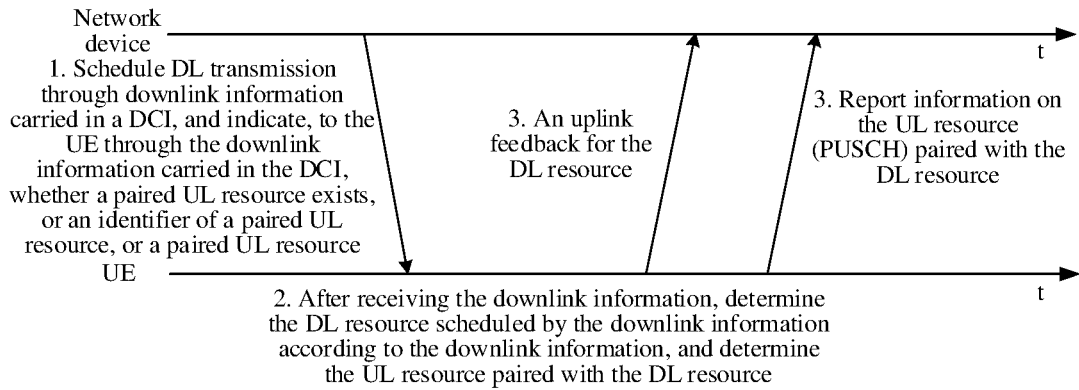 Network
device
t
1. Schedule DL transmission
through downlink information
carried in a DCI, and indicate, to the
UE through the downlink
information carried in the DCI,
whether a paired UL resource exists,
or an identifier of a paired UL
resource, or a paired UL resource
3. An uplink
feedback for the
DL resource
3. Report information on
the UL resource
(PUSCH) paired with the
DL resource
UE
t
2. After receiving the downlink information, determine
the DL resource scheduled by the downlink information
according to the downlink information, and determine
the UL resource paired with the DL resource